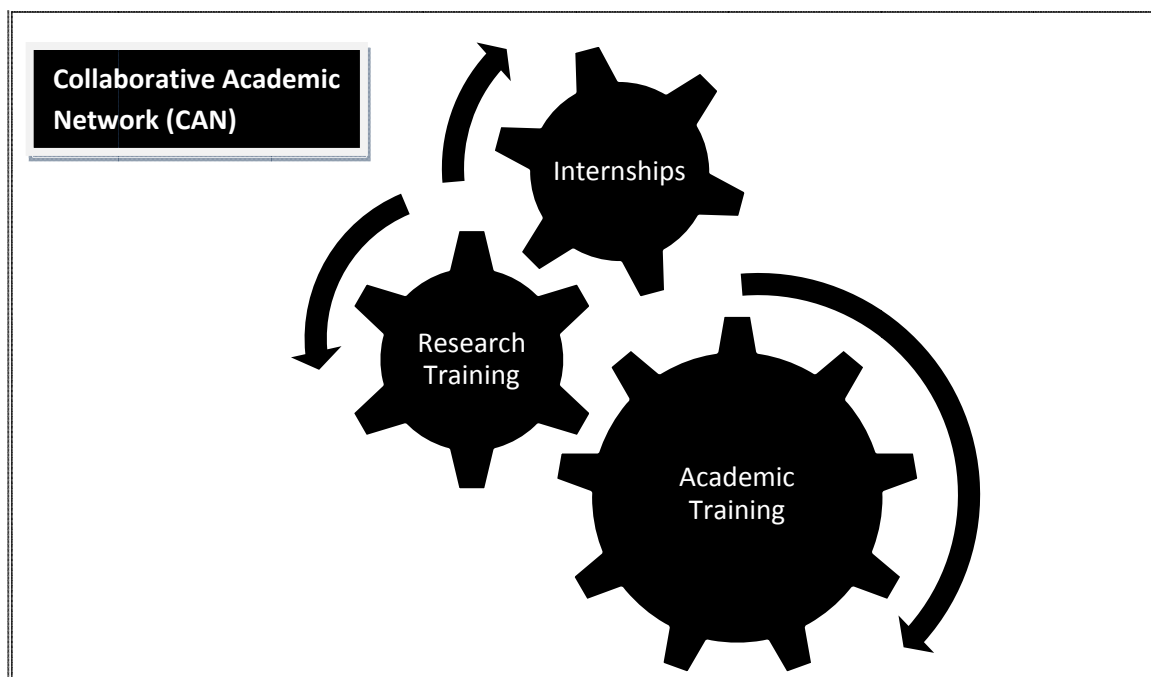 Collaborative Academic
Network (CAN)
Internships
Research
Training
Academic
Training